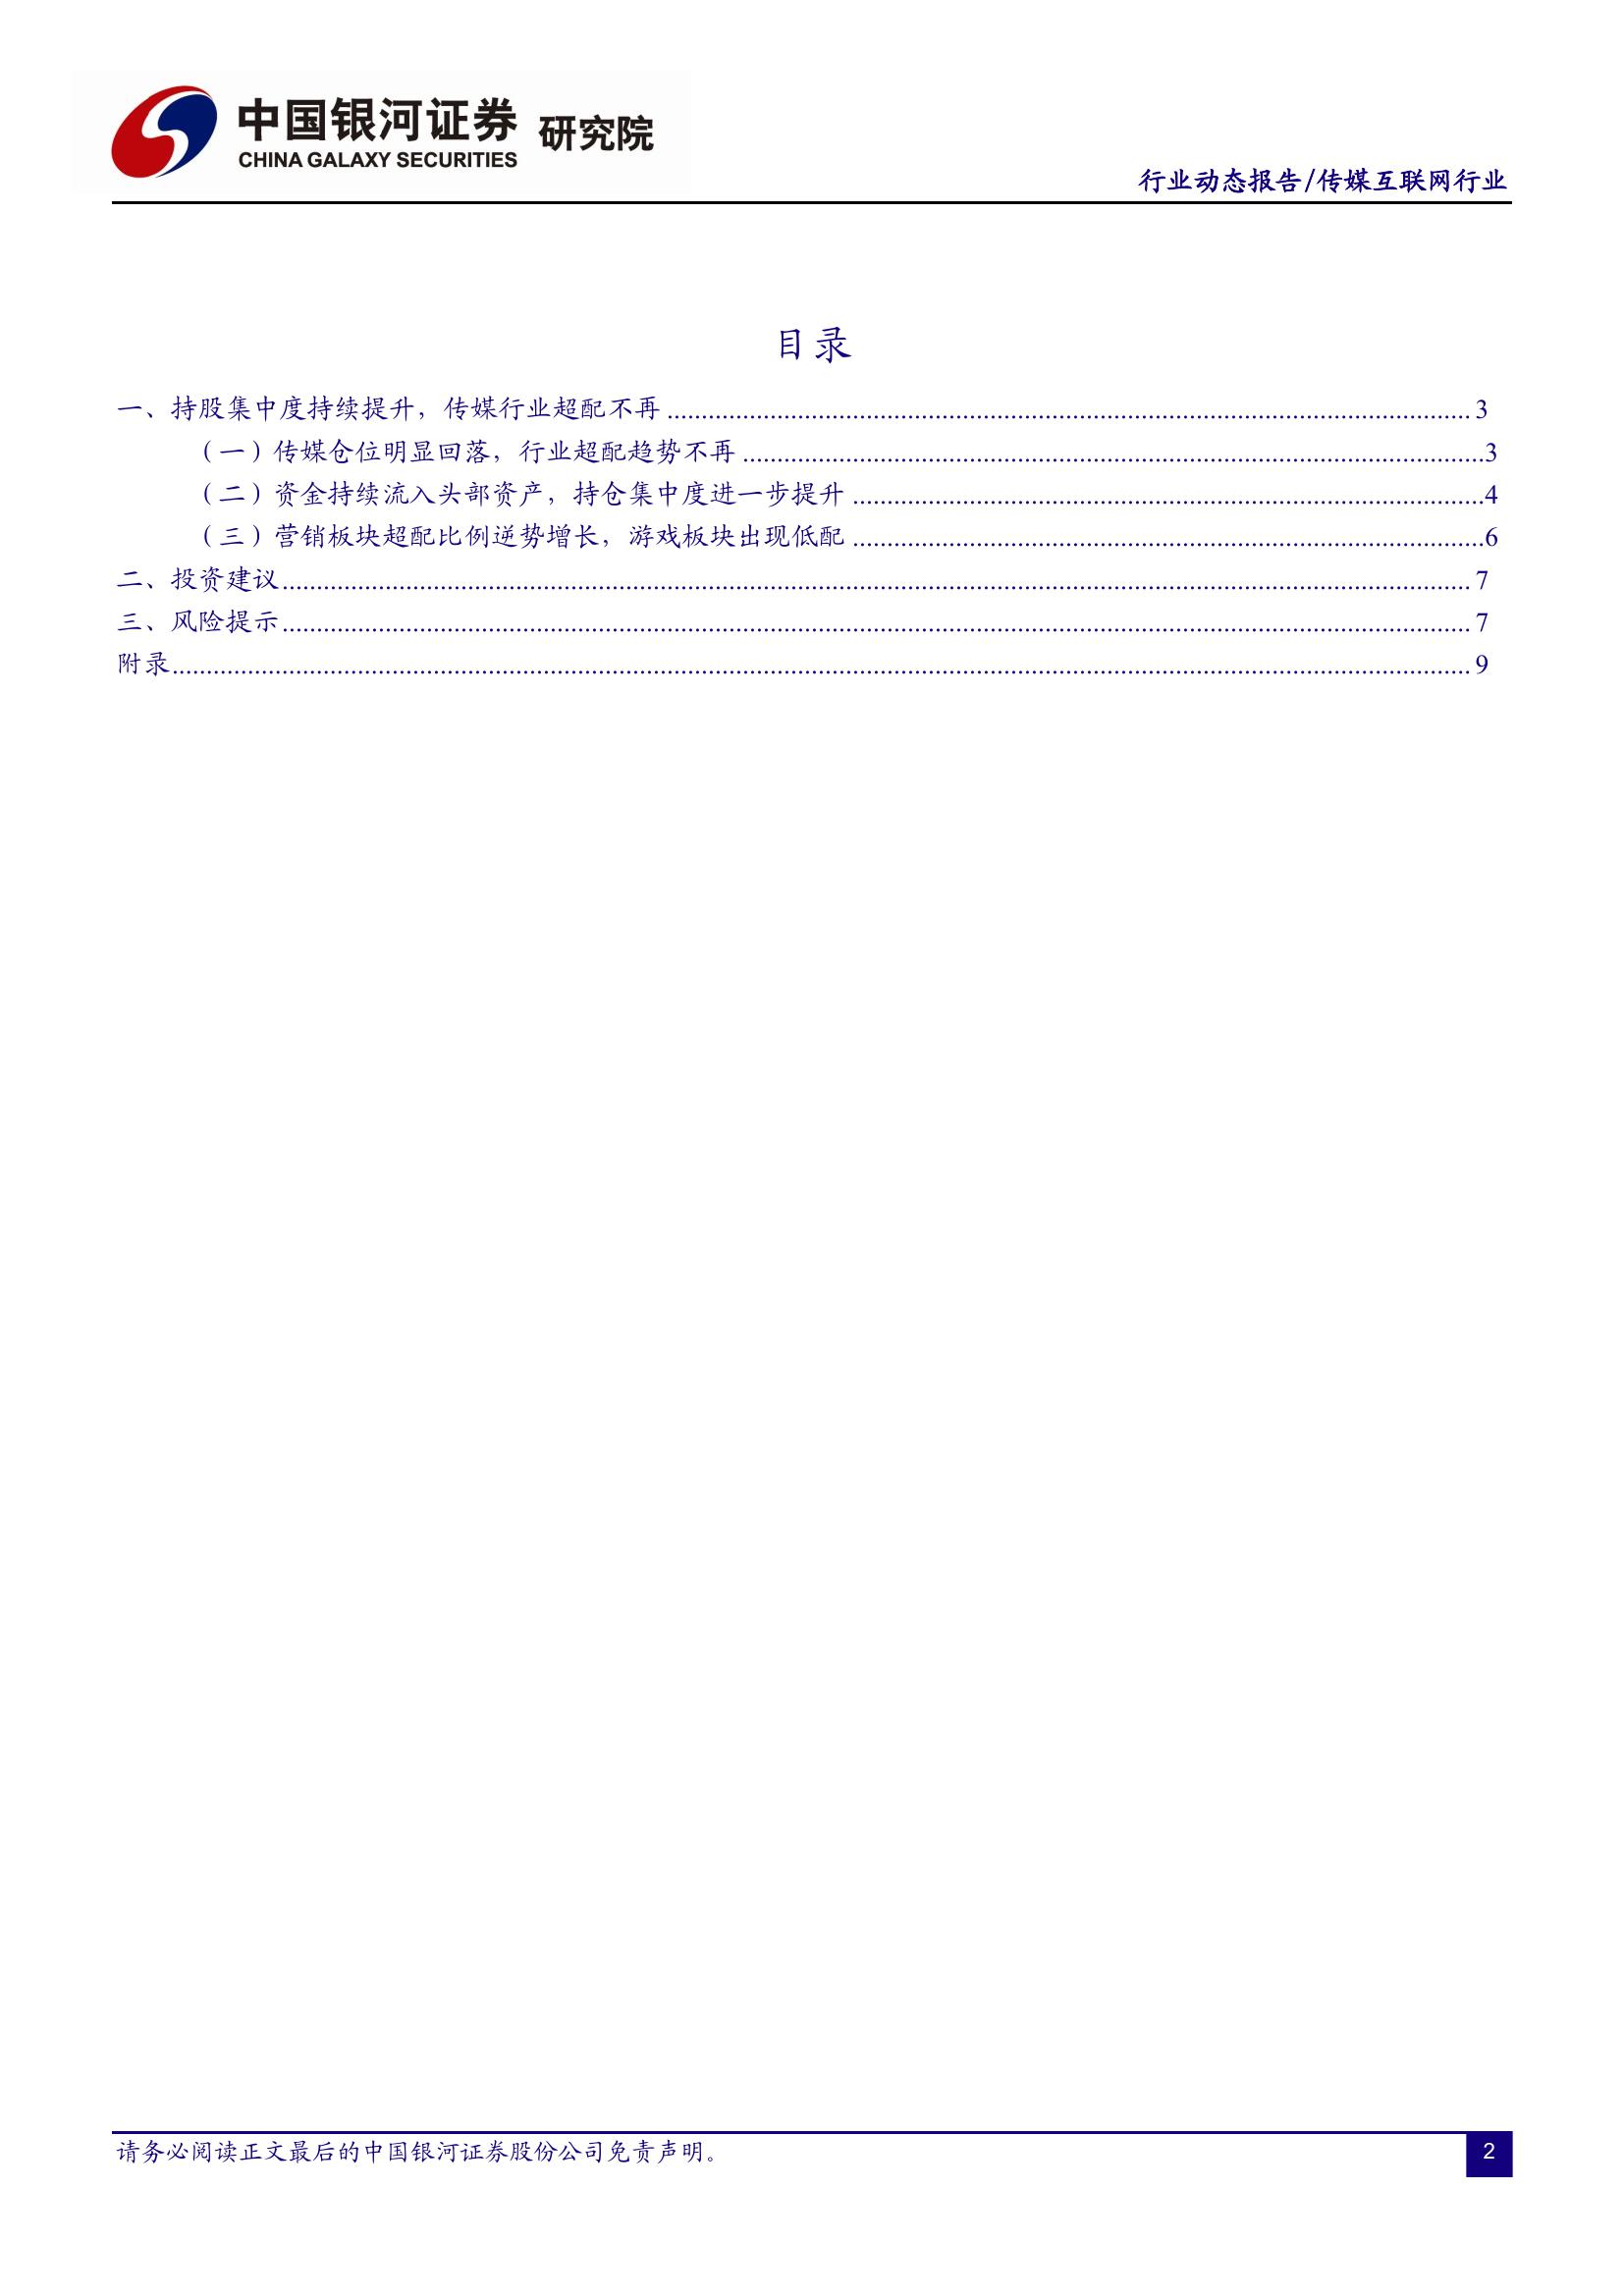 中国银河证券 研究院
CHINA GALAXY SECURITIES
行业动态报告/传媒互联网行业
目录
一、持股集中度持续提升，传媒行业超配不再 ........ 3
（一）传媒仓位明显回落，行业超配趋势不再 ........3
（二）资金持续流入头部资产，持仓集中度进一步提升 ........4
（三）营销板块超配比例逆势增长，游戏板块出现低配 ........6
二、投资建议........ 7
三、风险提示........ 7
附录........ 9
请务必阅读正文最后的中国银河证券股份公司免责声明。
2